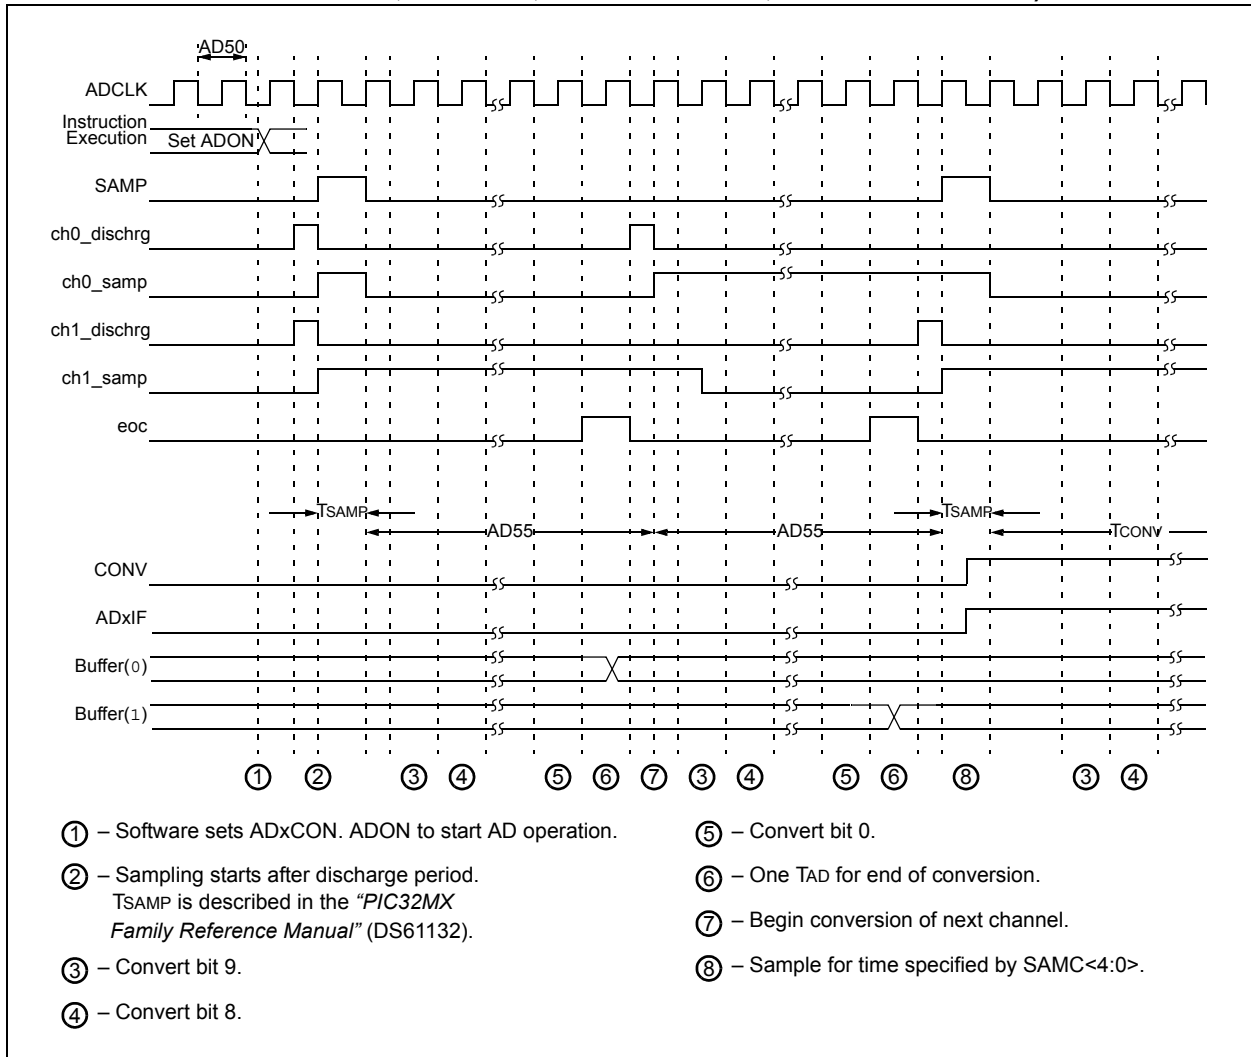 AD50
ADCLK
Instruction
Execution
Set ADON
SAMP
ch0_dischrg
ch0_samp
ch1_dischrg
ch1_samp
eoc
TSAMP
TSAMP
AD55
AD55
TCONV
CONV
ADxIF
Buffer(0)
Buffer(1)
① ② ③ ④ ⑤ ⑥ ⑦ ③ ④ ⑤ ⑥ ⑧ ③ ④
① – Software sets ADxCON. ADON to start AD operation.
② – Sampling starts after discharge period.
TSAMP is described in the "PIC32MX
Family Reference Manual" (DS61132).
③ – Convert bit 9.
④ – Convert bit 8.
⑤ – Convert bit 0.
⑥ – One TAD for end of conversion.
⑦ – Begin conversion of next channel.
⑧ – Sample for time specified by SAMC<4:0>.